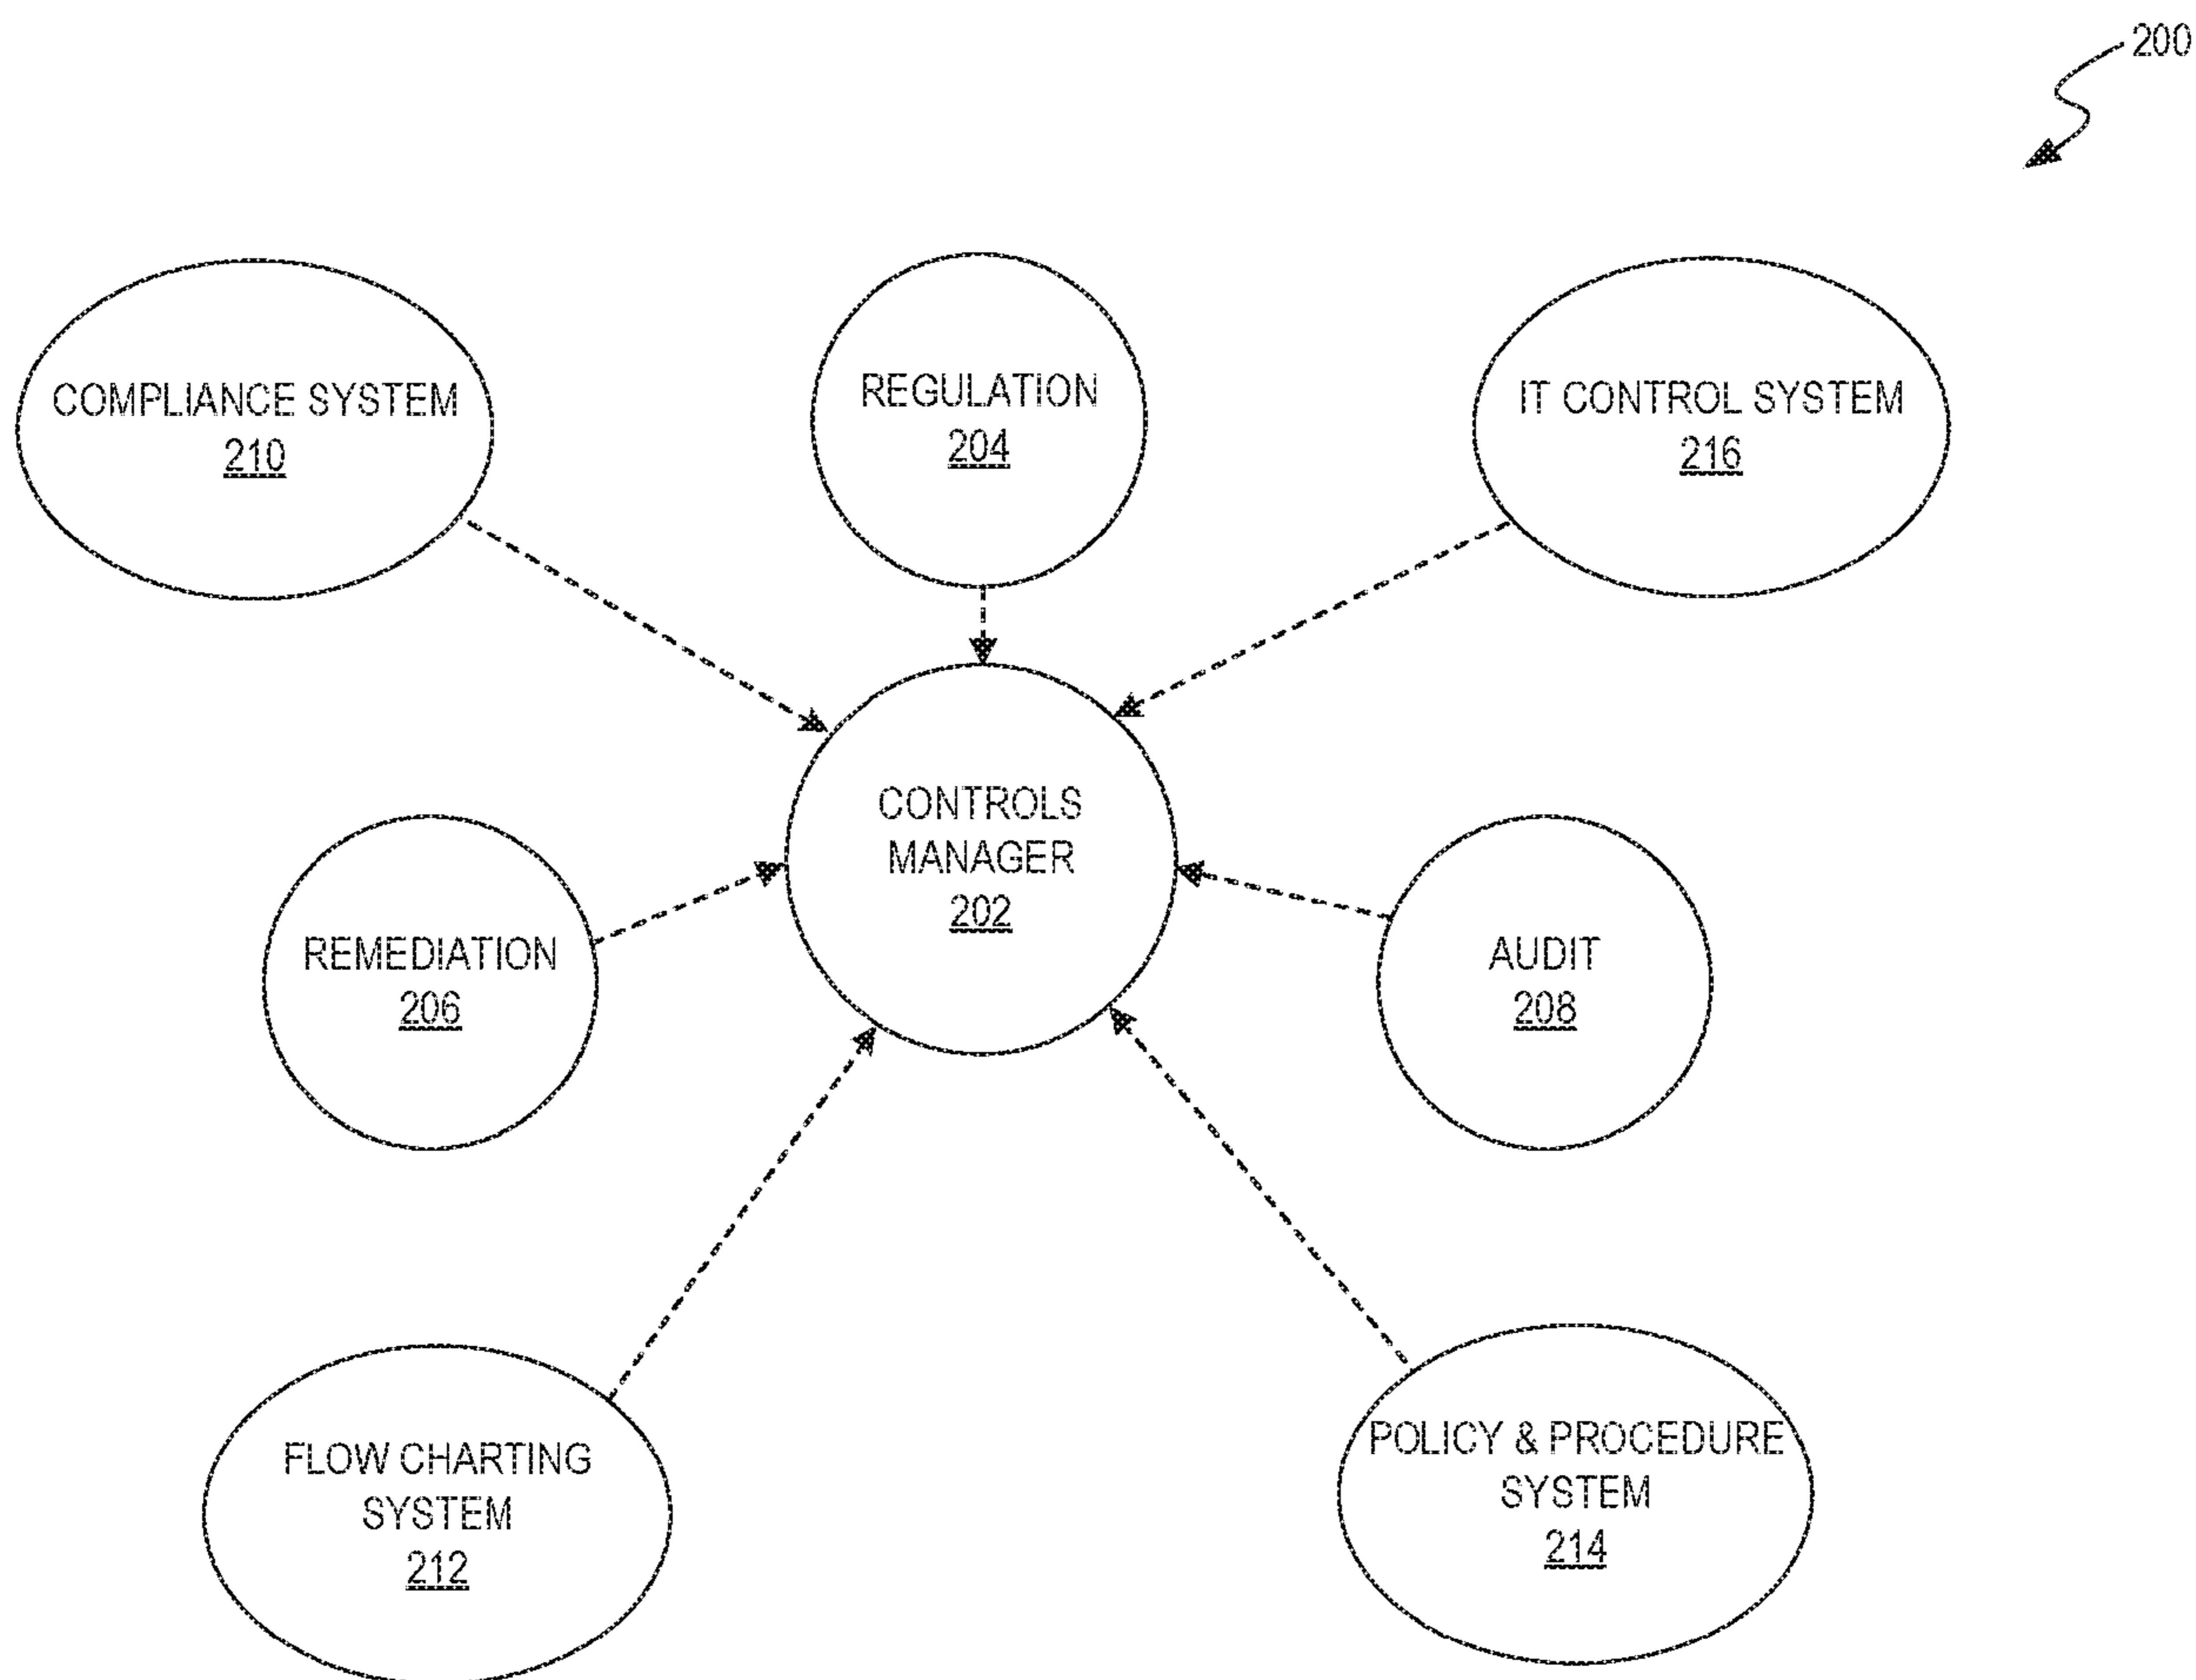 200
COMPLIANCE SYSTEM
210
REGULATION
204
IT CONTROL SYSTEM
216
CONTROLS
MANAGER
202
REMEDIATION
206
AUDIT
208
FLOW CHARTING
SYSTEM
212
POLICY & PROCEDURE
SYSTEM
214